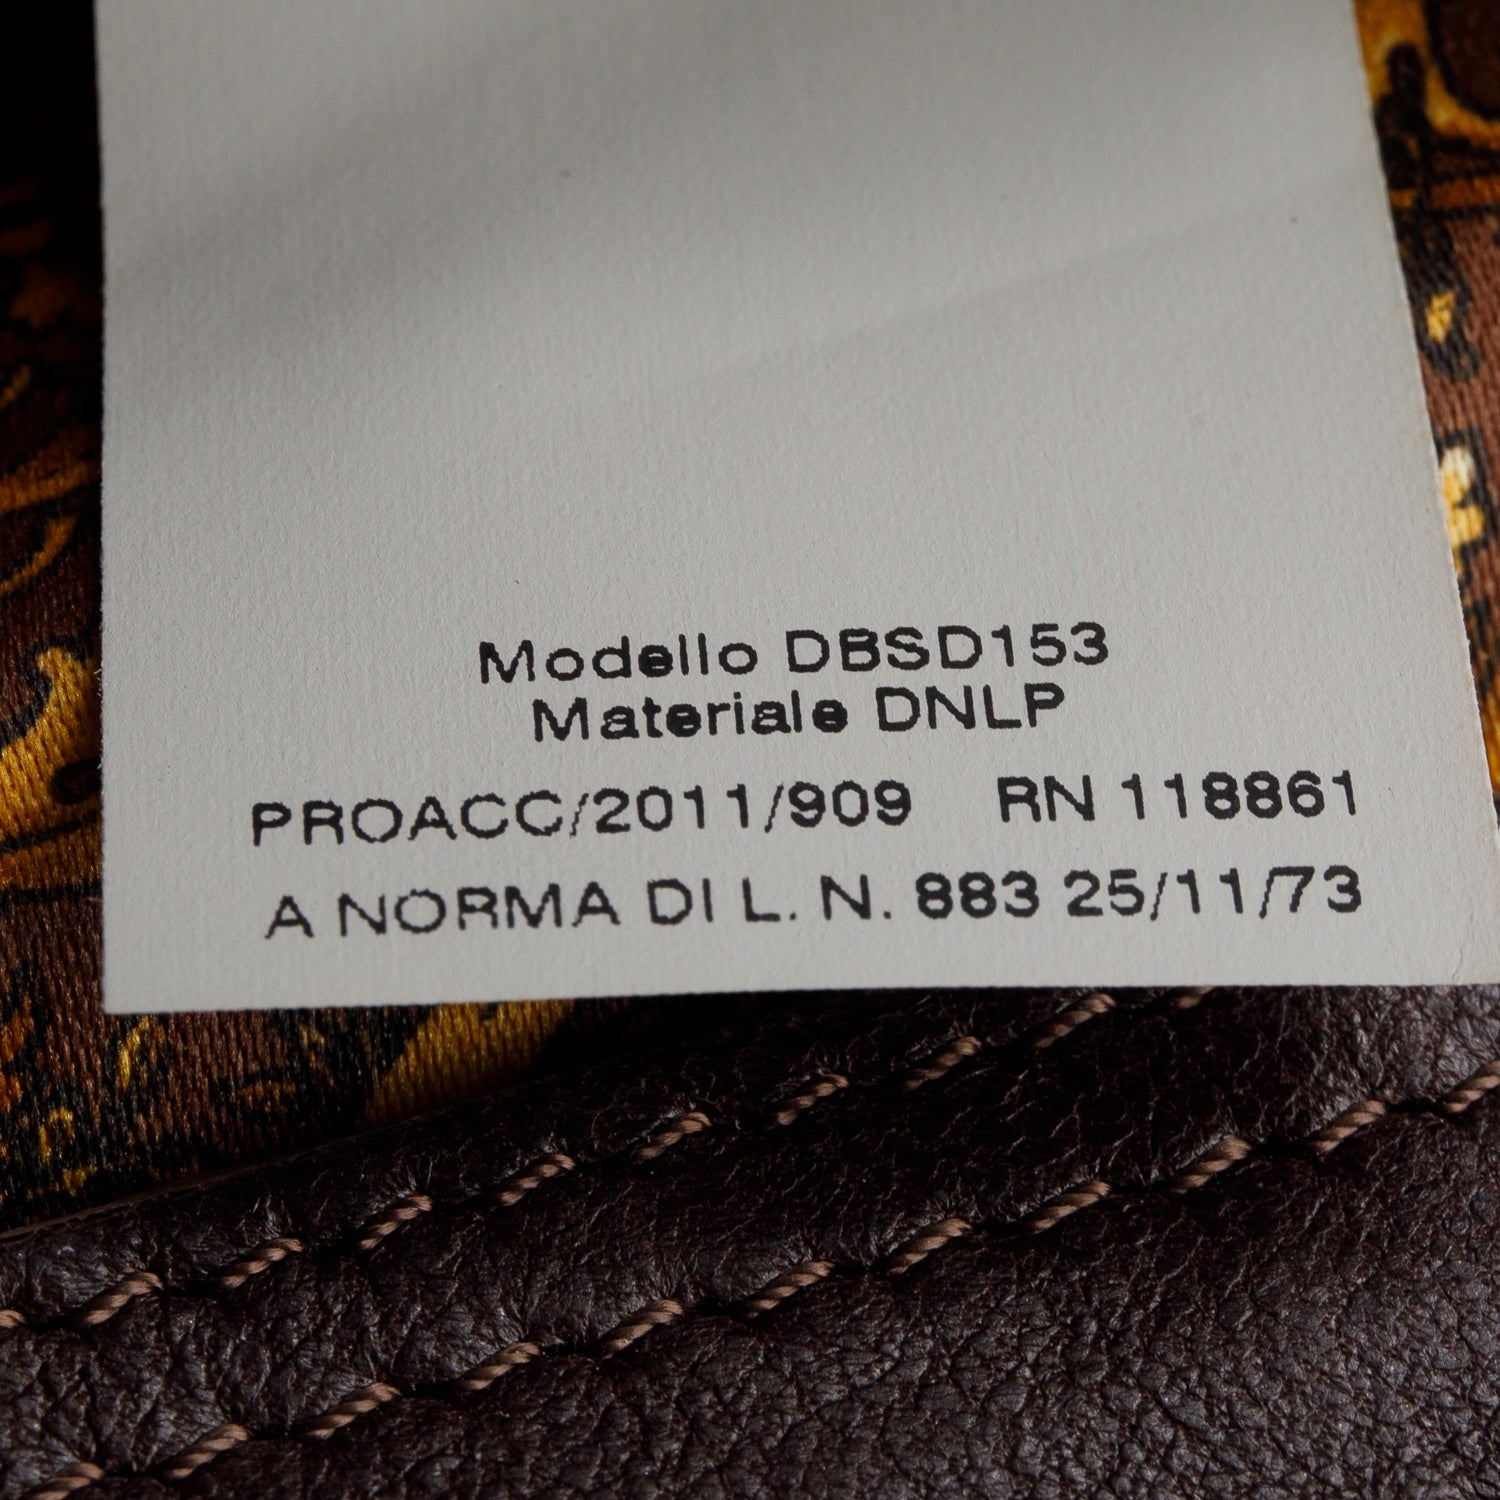 Modello DBSD153
Materiale DNLP
PROACC/2011/909 RN 118861
A NORMA DI L. N. 883 25/11/73